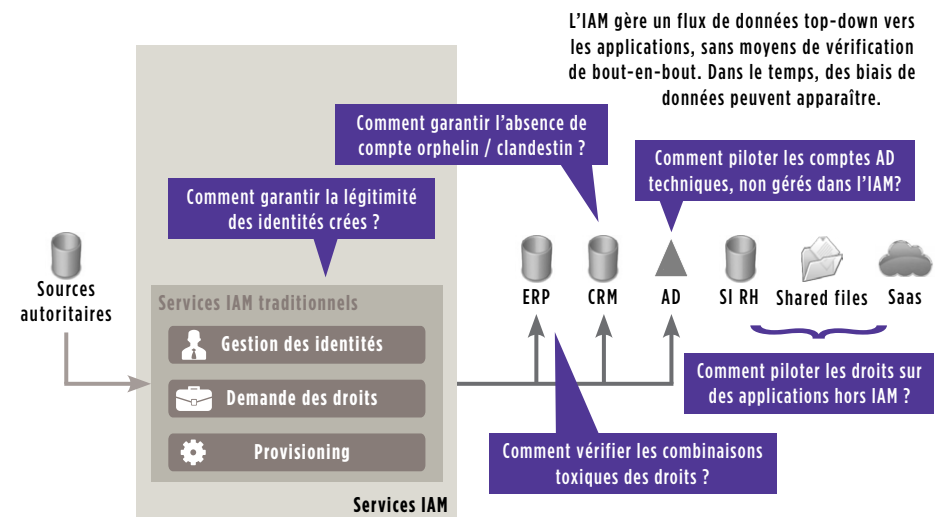 L'IAM gère un flux de données top-down vers
les applications, sans moyens de vérification
de bout-en-bout. Dans le temps, des biais de
données peuvent apparaître.
Comment garantir l'absence de
compte orphelin / clandestin ?
Comment piloter les comptes AD
techniques, non gérés dans l'IAM?
Comment garantir la légitimité
des identités crées ?
Sources
autoritaires
ERP
CRM
AD
SI RH
Shared files
Saas
Services IAM traditionnels
Gestion des identités
Demande des droits
Provisioning
Comment piloter les droits sur
des applications hors IAM ?
Comment vérifier les combinaisons
toxiques des droits ?
Services IAM